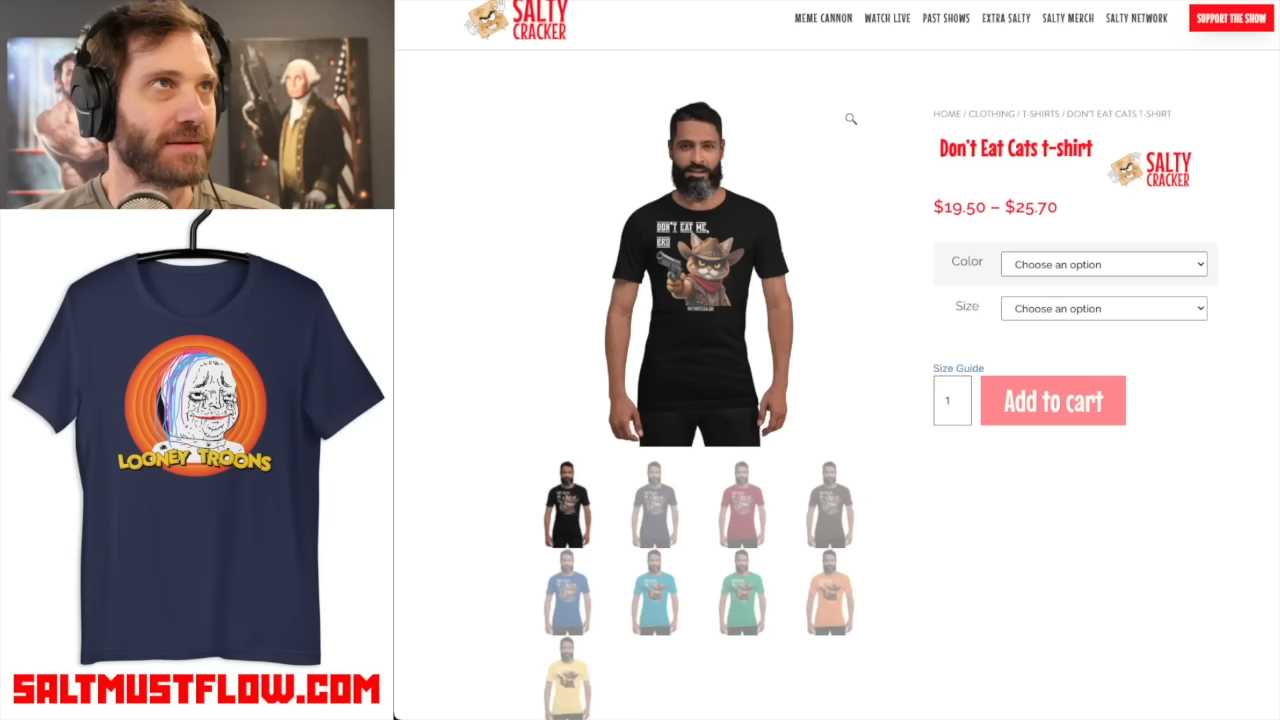 SALTY
CRACKER
MEME CANNON
WATCH LIVE
PAST SHOWS
EXTRA SALTY
SALTY MERCH
SALTY NETWORK
SUPPORT THE SHOW
HOME / CLOTHING / T-SHIRTS / DON'T EAT CATS T-SHIRT
Don't Eat Cats t-shirt
SALTY
CRACKER
$19.50 – $25.70
Color
Choose an option
Size
Choose an option
Size Guide
1
Add to cart
DON'T EAT ME,
BRO
LOONEY TROONS
SALTMUSTFLOW.COM